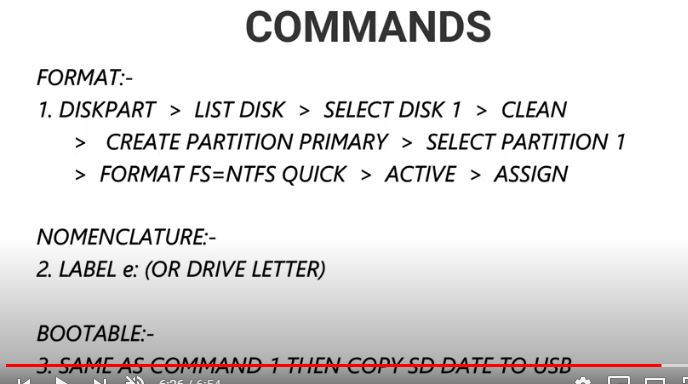 COMMANDS
FORMAT:-
1. DISKPART > LIST DISK > SELECT DISK 1 > CLEAN
> CREATE PARTITION PRIMARY > SELECT PARTITION 1
> FORMAT FS=NTFS QUICK > ACTIVE > ASSIGN
NOMENCLATURE:-
2. LABEL e: (OR DRIVE LETTER)
BOOTABLE:-
3. SAME AS COMMAND 1 THEN COPY SD DATE TO USB
6:26 / 6:54